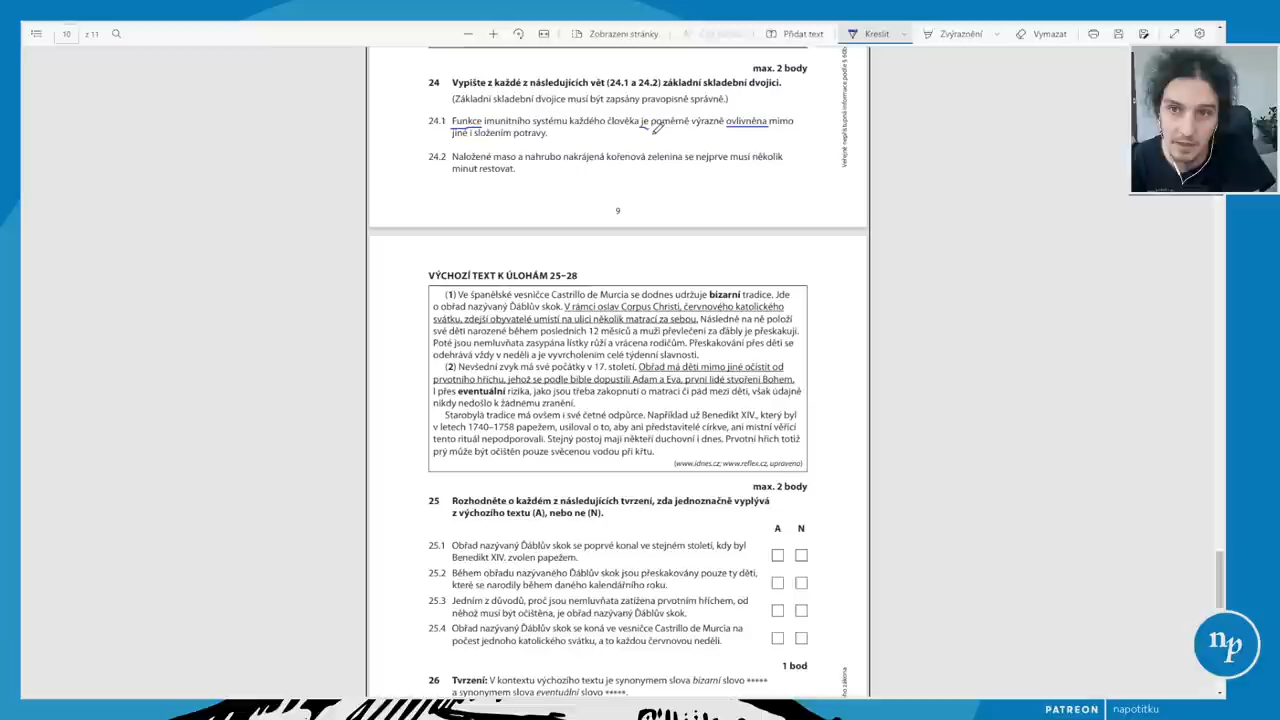 10 z 11
Zobrazení stránky
Přidat text
Kreslit
Zvýraznění
Vymazat
max. 2 body
24 Vypište z každé z následujících vět (24.1 a 24.2) základní skladební dvojici.
(Základní skladební dvojice musí být zapsány pravopisně správně.)
24.1 Funkce imunitního systému každého člověka je poměrně výrazně ovlivněna mimo
jiné i složením potravy.
24.2 Naložené maso a nahrubo nakrájená kořenová zelenina se nejprve musí několik
minut restovat.
Veřejně nepřístupná informace podle § 60b
9
VÝCHOZÍ TEXT K ÚLOHÁM 25–28
(1) Ve španělské vesničce Castrillo de Murcia se dodnes udržuje bizarní tradice. Jde
o obřad nazývaný Ďáblův skok. V rámci oslav Corpus Christi, červnového katolického
svátku, zdejší obyvatelé umístí na ulici několik matrací za sebou. Následně na ně položí
své děti narozené během posledních 12 měsíců a muži převlečení za ďábly je přeskakují.
Poté jsou nemluvňata zasypána lístky růží a vrácena rodičům. Přeskakování přes děti se
odehrává vždy v neděli a je vyvrcholením celé týdenní slavnosti.
(2) Nevšední zvyk má své počátky v 17. století. Obřad má děti mimo jiné očistit od
prvotního hříchu, jehož se podle bible dopustili Adam a Eva, první lidé stvoření Bohem.
I přes eventuální rizika, jako jsou třeba zakopnutí o matraci či pád mezi děti, však údajně
nikdy nedošlo k žádnému zranění.
Starobylá tradice má ovšem i své četné odpůrce. Například už Benedikt XIV., který byl
v letech 1740–1758 papežem, usiloval o to, aby ani představitelé církve, ani místní věřící
tento rituál nepodporovali. Stejný postoj mají někteří duchovní i dnes. Prvotní hřích totiž
prý může být očištěn pouze svěcenou vodou při křtu.
(www.idnes.cz; www.reflex.cz, upraveno)
max. 2 body
25 Rozhodněte o každém z následujících tvrzení, zda jednoznačně vyplývá
z výchozího textu (A), nebo ne (N).
A N
25.1 Obřad nazývaný Ďáblův skok se poprvé konal ve stejném století, kdy byl
Benedikt XIV. zvolen papežem.
25.2 Během obřadu nazývaného Ďáblův skok jsou přeskakovány pouze ty děti,
které se narodily během daného kalendářního roku.
25.3 Jedním z důvodů, proč jsou nemluvňata zatížena prvotním hříchem, od
něhož musí být očištěna, je obřad nazývaný Ďáblův skok.
25.4 Obřad nazývaný Ďáblův skok se koná ve vesničce Castrillo de Murcia na
počest jednoho katolického svátku, a to každou červnovou neděli.
1 bod
26 Tvrzení: V kontextu výchozího textu je synonymem slova bizarní slovo *****
a synonymem slova eventuální slovo *****.
np
PATREON | napotitku